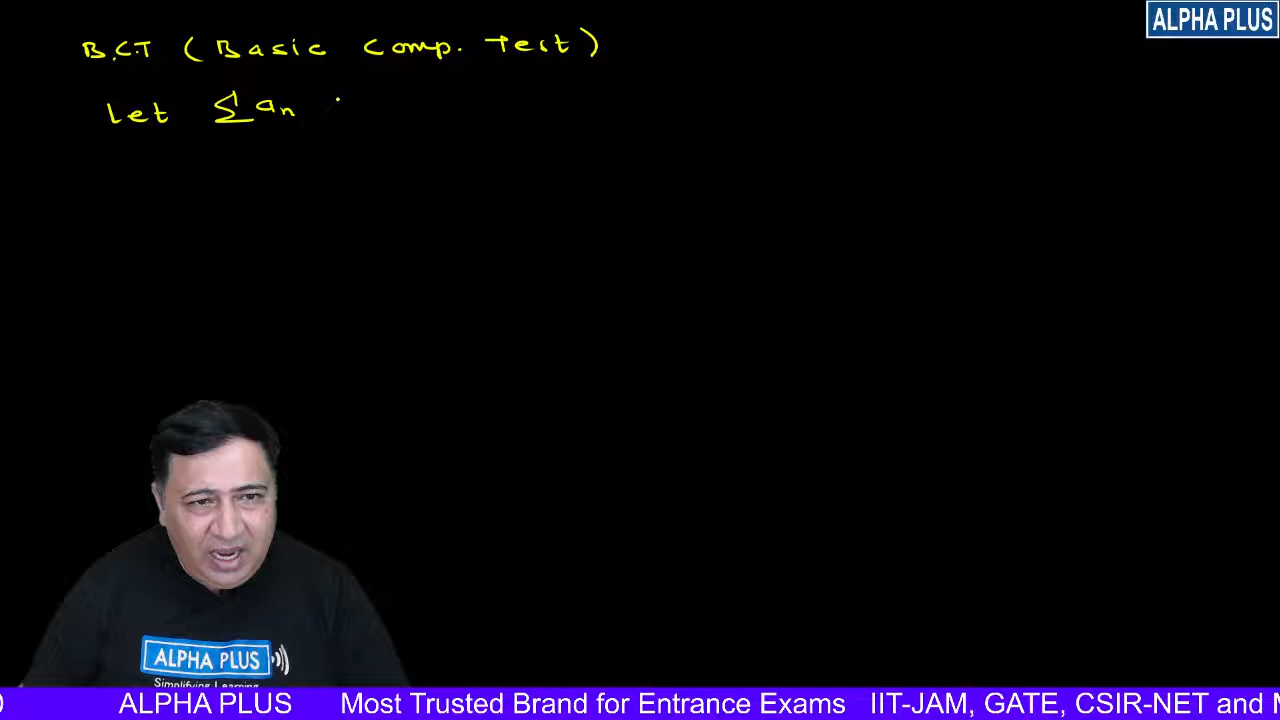 ALPHA PLUS
B.C.T (Basic comp. Test)
Let Σan
ALPHA PLUS
Simplifying Learning
ALPHA PLUS Most Trusted Brand for Entrance Exams IIT-JAM, GATE, CSIR-NET and